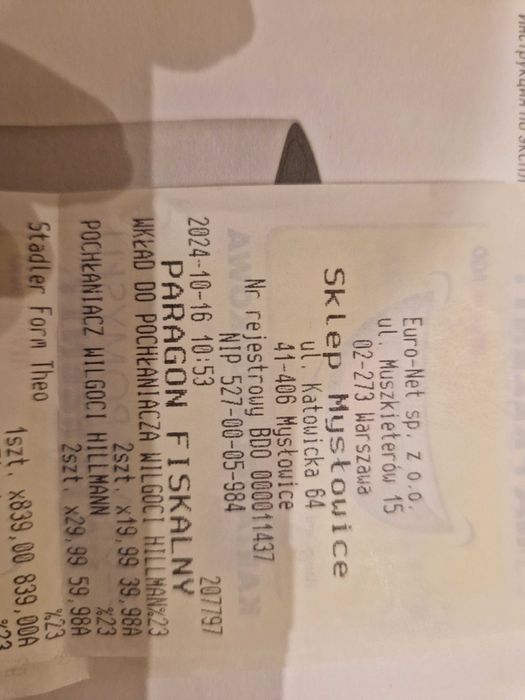 Euro-Net sp. z o.o.
ul. Muszkieterów 15
02-273 Warszawa
Sklep Mysłowice
ul. Katowicka 64
41-406 Mysłowice
Nr rejestrowy BDO 000011437
NIP 527-00-05-984
2024-10-16 10:53 207797
PARAGON FISKALNY
WKŁAD DO POCHŁANIACZA WILGOCI HILLMAN%23
2szt. x19,99 39,98A
POCHŁANIACZ WILGOCI HILLMANN %23
2szt. x29,99 59,98A
Stadler Form Theo %23
1szt. x839,00 839,00A
%23